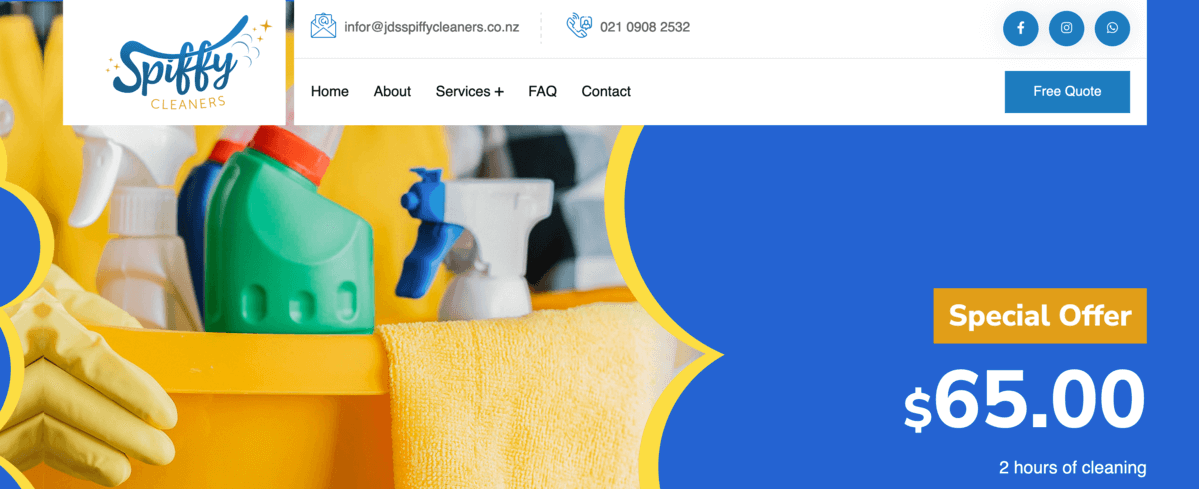 Spiffy
CLEANERS
infor@jdsspiffycleaners.co.nz
021 0908 2532
Home
About
Services +
FAQ
Contact
Free Quote
Special Offer
$65.00
2 hours of cleaning